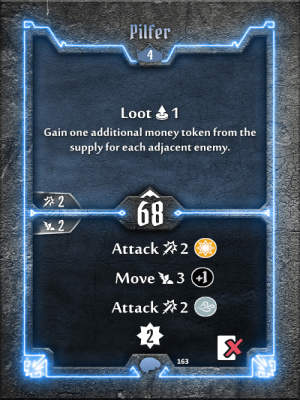 Pilfer
4
Loot 1
Gain one additional money token from the
supply for each adjacent enemy.
2
2
68
Attack 2
Move 3 +1
Attack 2
2
163